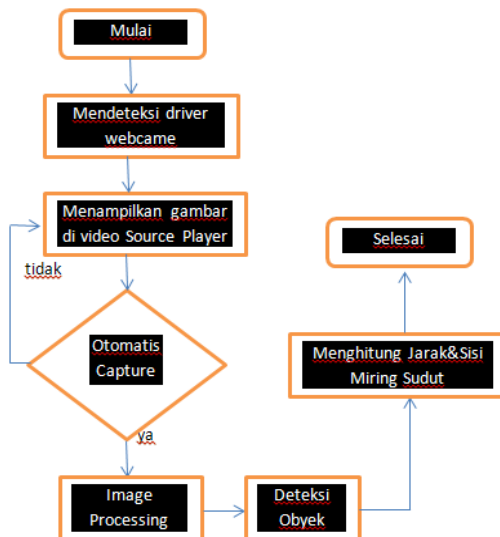 Mulai
Mendeteksi driver
webcame
Menampilkan gambar
di video Source Player
tidak
Otomatis
Capture
ya
Image
Processing
Deteksi
Obyek
Menghitung Jarak&Sisi
Miring Sudut
Selesai